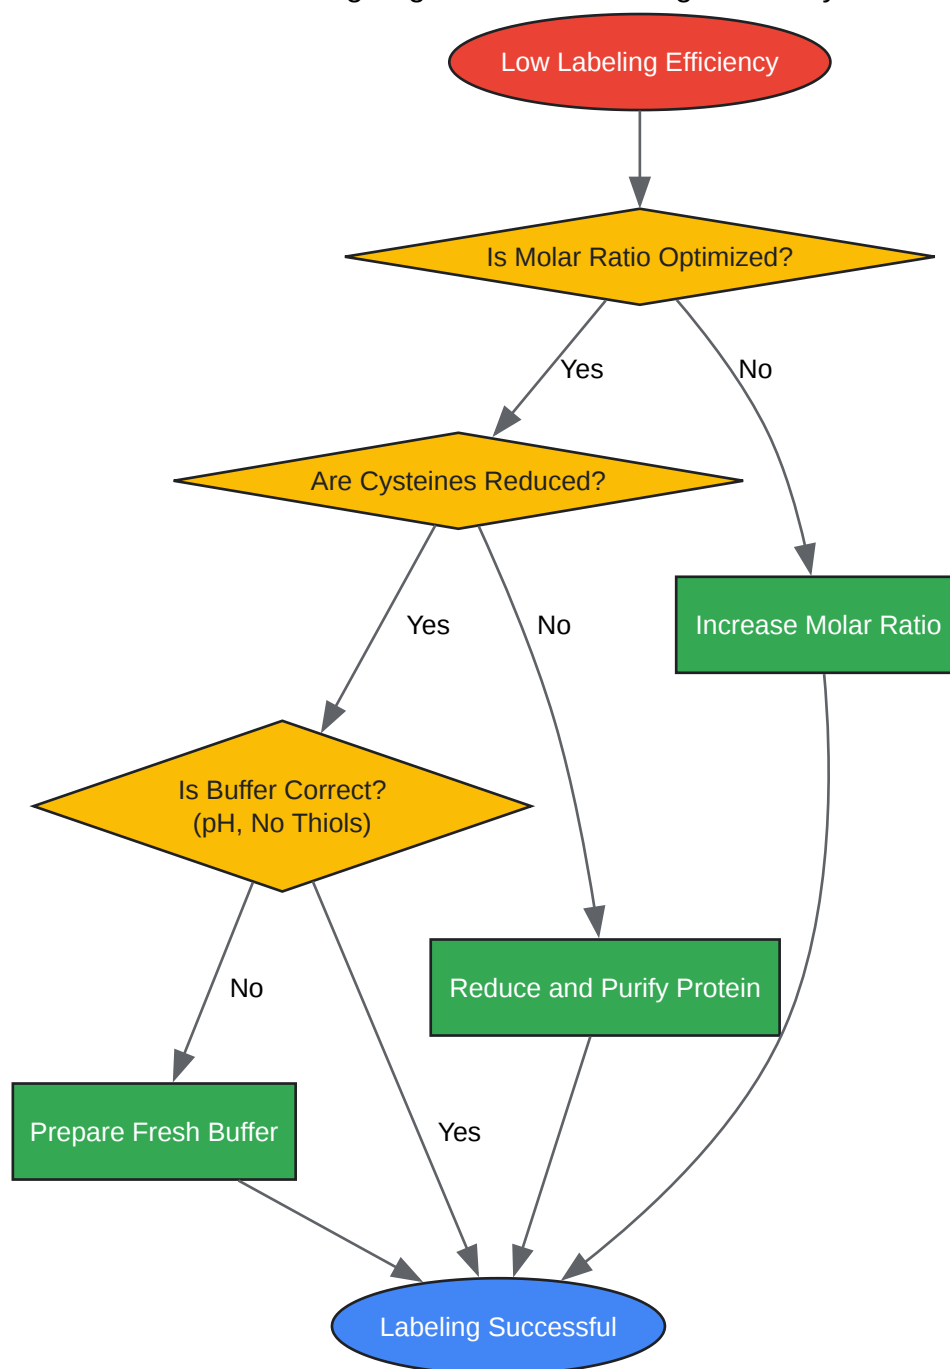 Low Labeling Efficiency
Is Molar Ratio Optimized?
Yes
No
Are Cysteines Reduced?
Increase Molar Ratio
Yes
No
Is Buffer Correct?
(pH, No Thiols)
No
Reduce and Purify Protein
Prepare Fresh Buffer
Yes
Labeling Successful